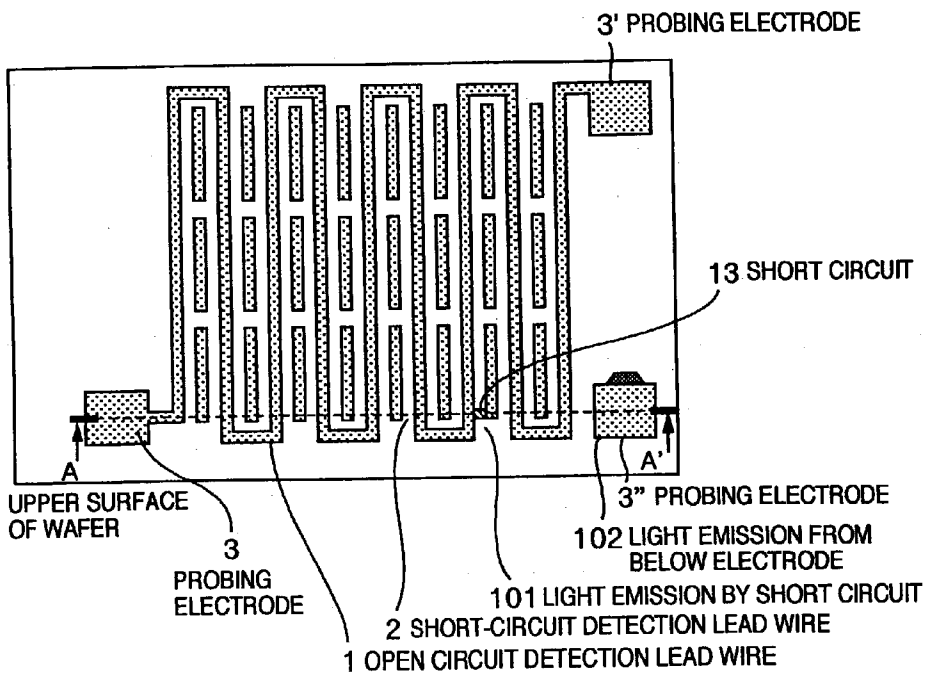 3' PROBING ELECTRODE
13 SHORT CIRCUIT
A
A'
UPPER SURFACE
OF WAFER
3
PROBING
ELECTRODE
3" PROBING ELECTRODE
102 LIGHT EMISSION FROM
BELOW ELECTRODE
101 LIGHT EMISSION BY SHORT CIRCUIT
2 SHORT-CIRCUIT DETECTION LEAD WIRE
1 OPEN CIRCUIT DETECTION LEAD WIRE